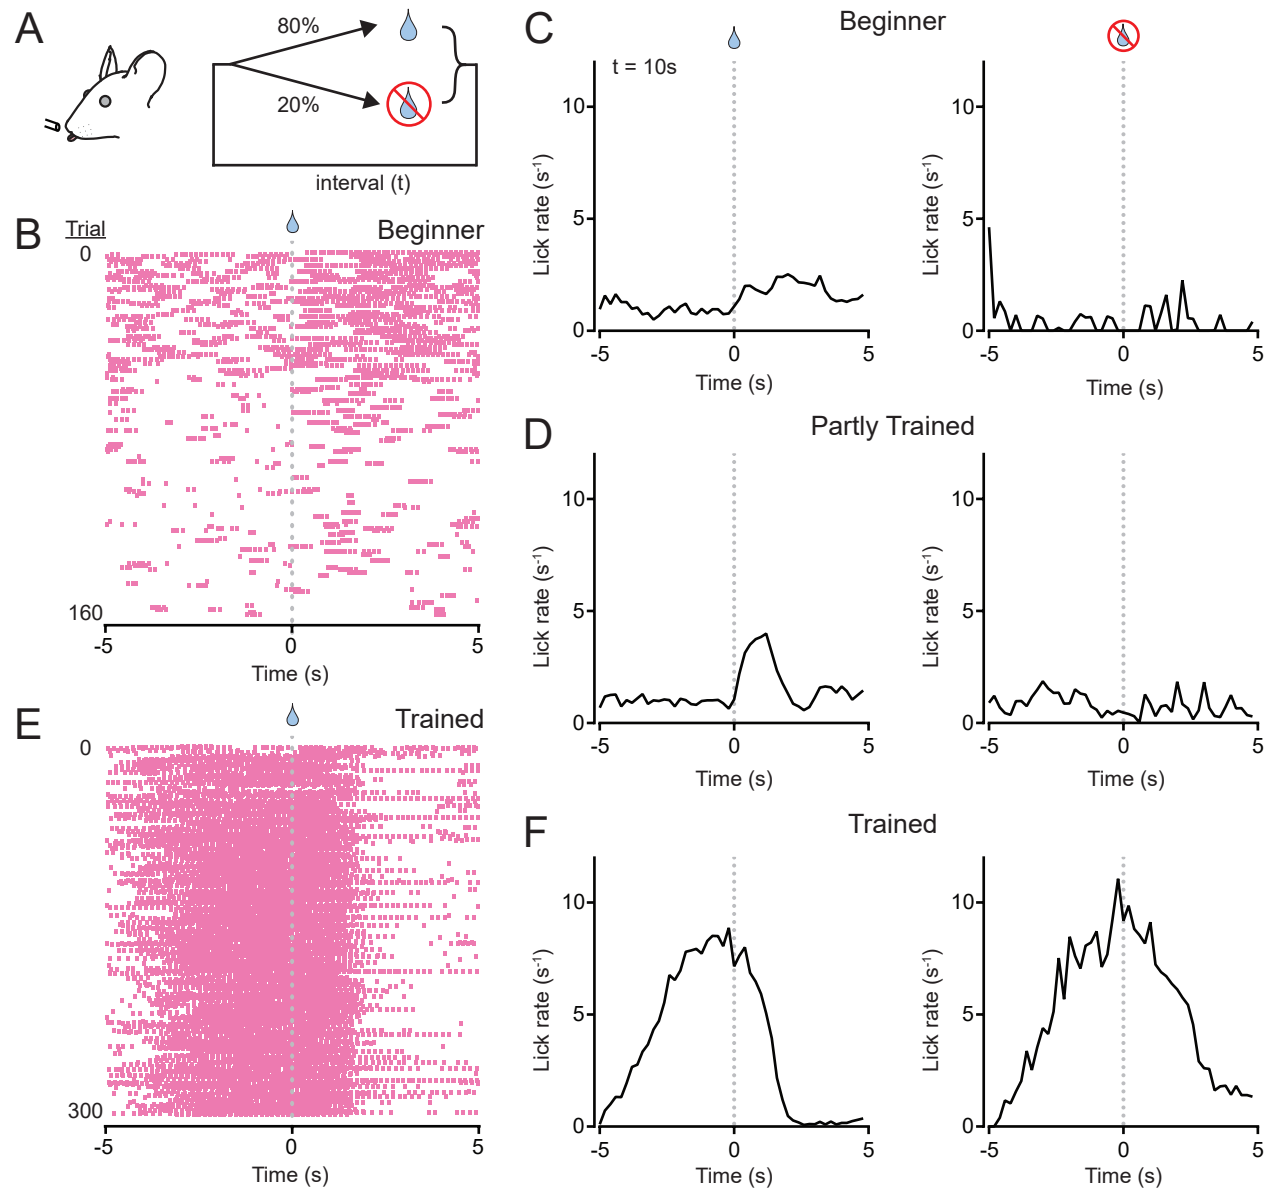 A
80%
20%
interval (t)
B
Trial
Beginner
0
160
-5
0
5
Time (s)
E
Trained
0
300
-5
0
5
Time (s)
C
Beginner
t = 10s
10
5
0
Lick rate (s-1)
-5
0
5
Time (s)
10
5
0
Lick rate (s-1)
-5
0
5
Time (s)
D
Partly Trained
10
5
0
Lick rate (s-1)
-5
0
5
Time (s)
10
5
0
Lick rate (s-1)
-5
0
5
Time (s)
F
Trained
10
5
0
Lick rate (s-1)
-5
0
5
Time (s)
10
5
0
Lick rate (s-1)
-5
0
5
Time (s)